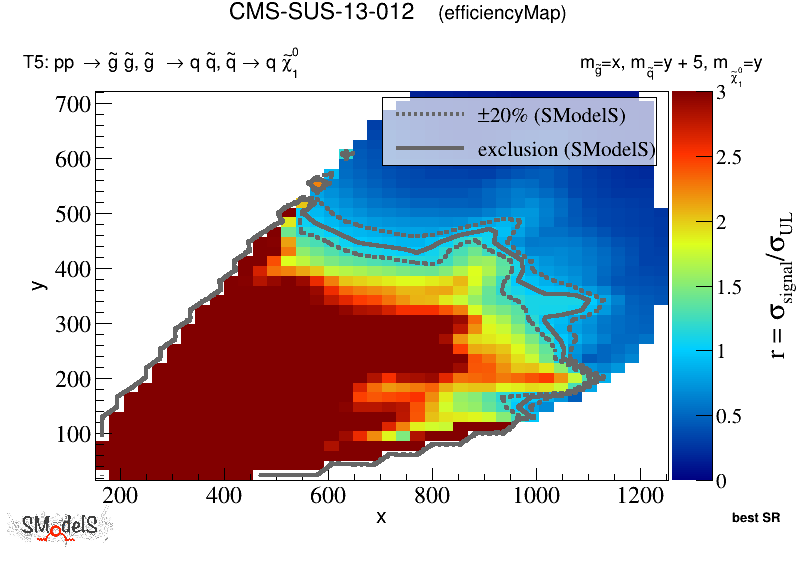 CMS-SUS-13-012 (efficiencyMap)
T5: pp → g̃ g̃, g̃ → q q̃, q̃ → q χ̃₁⁰
m_g̃=x, m_q̃=y + 5, m_χ̃₁⁰=y
±20% (SModelS)
exclusion (SModelS)
700
600
500
400
300
200
100
y
200 400 600 800 1000 1200
x
3
2.5
2
1.5
1
0.5
0
r = σ_signal/σ_UL
best SR
SModelS